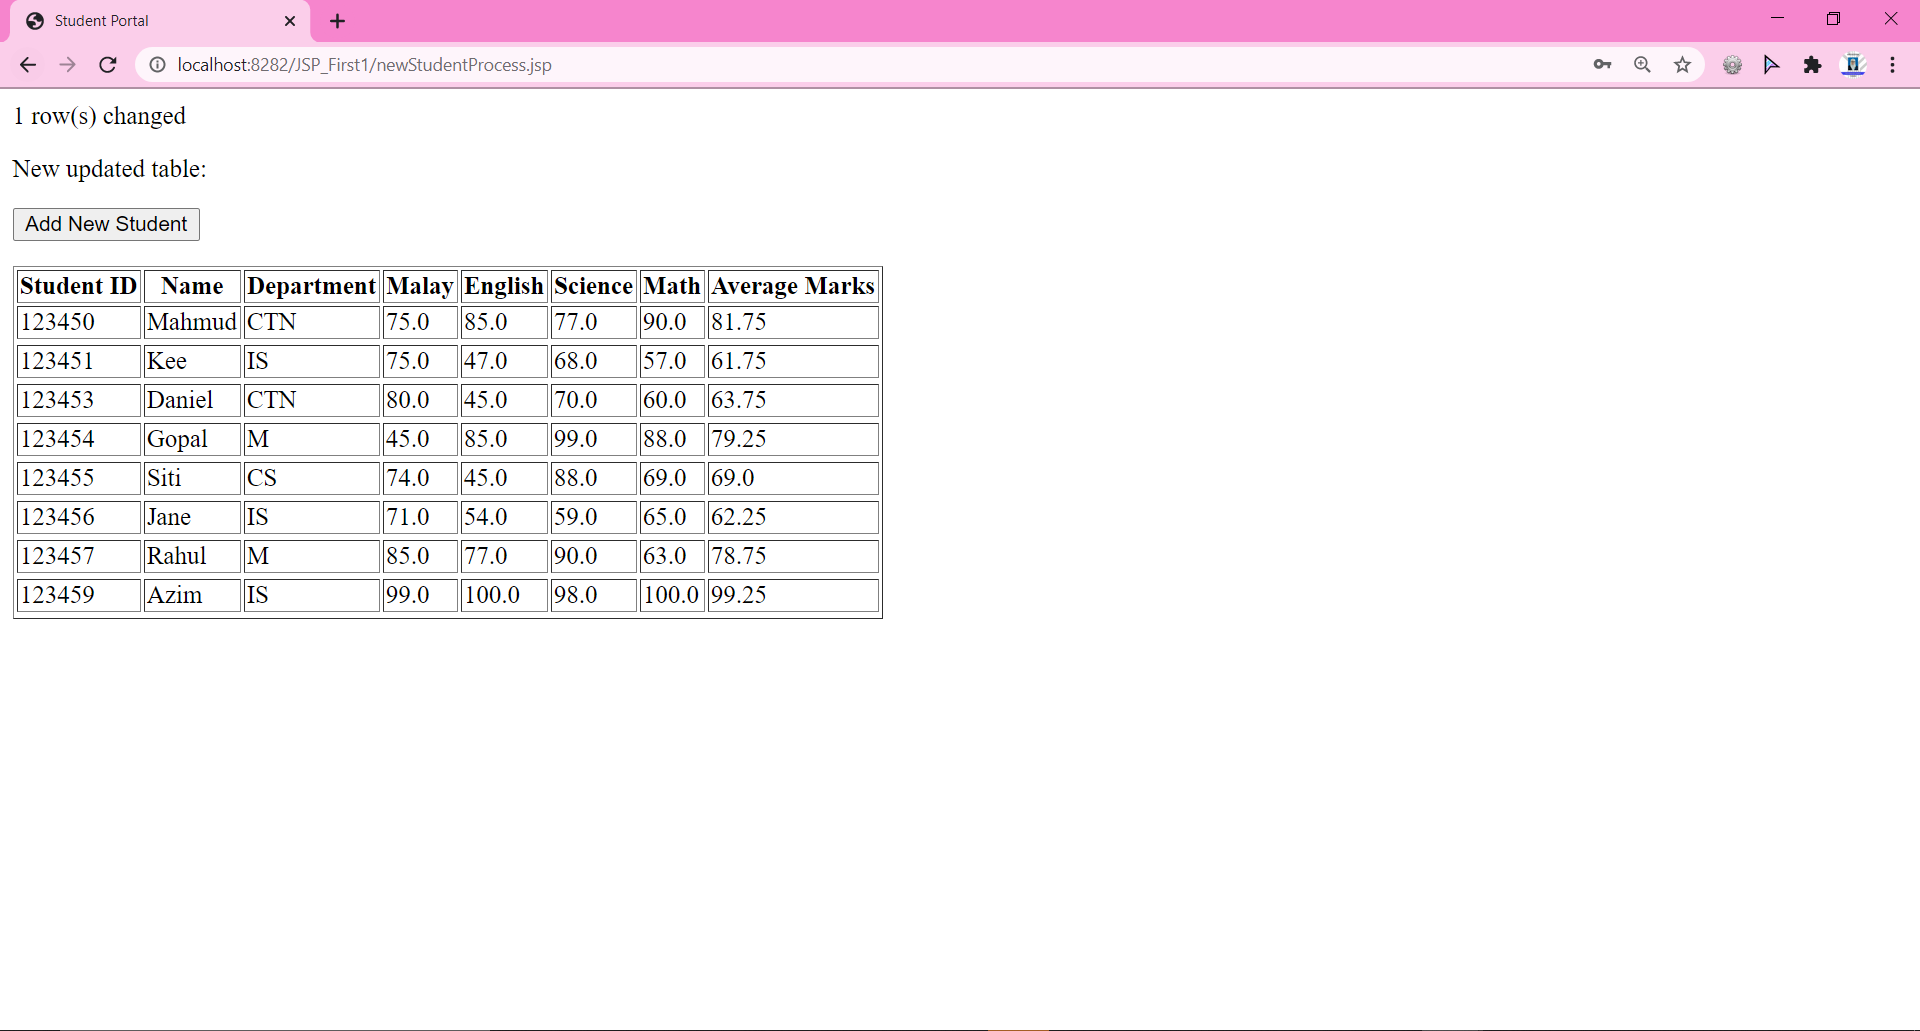 Student Portal
localhost:8282/JSP_First1/newStudentProcess.jsp
1 row(s) changed
New updated table:
Add New Student
Student ID Name Department Malay English Science Math Average Marks
123450 Mahmud CTN 75.0 85.0 77.0 90.0 81.75
123451 Kee IS 75.0 47.0 68.0 57.0 61.75
123453 Daniel CTN 80.0 45.0 70.0 60.0 63.75
123454 Gopal M 45.0 85.0 99.0 88.0 79.25
123455 Siti CS 74.0 45.0 88.0 69.0 69.0
123456 Jane IS 71.0 54.0 59.0 65.0 62.25
123457 Rahul M 85.0 77.0 90.0 63.0 78.75
123459 Azim IS 99.0 100.0 98.0 100.0 99.25